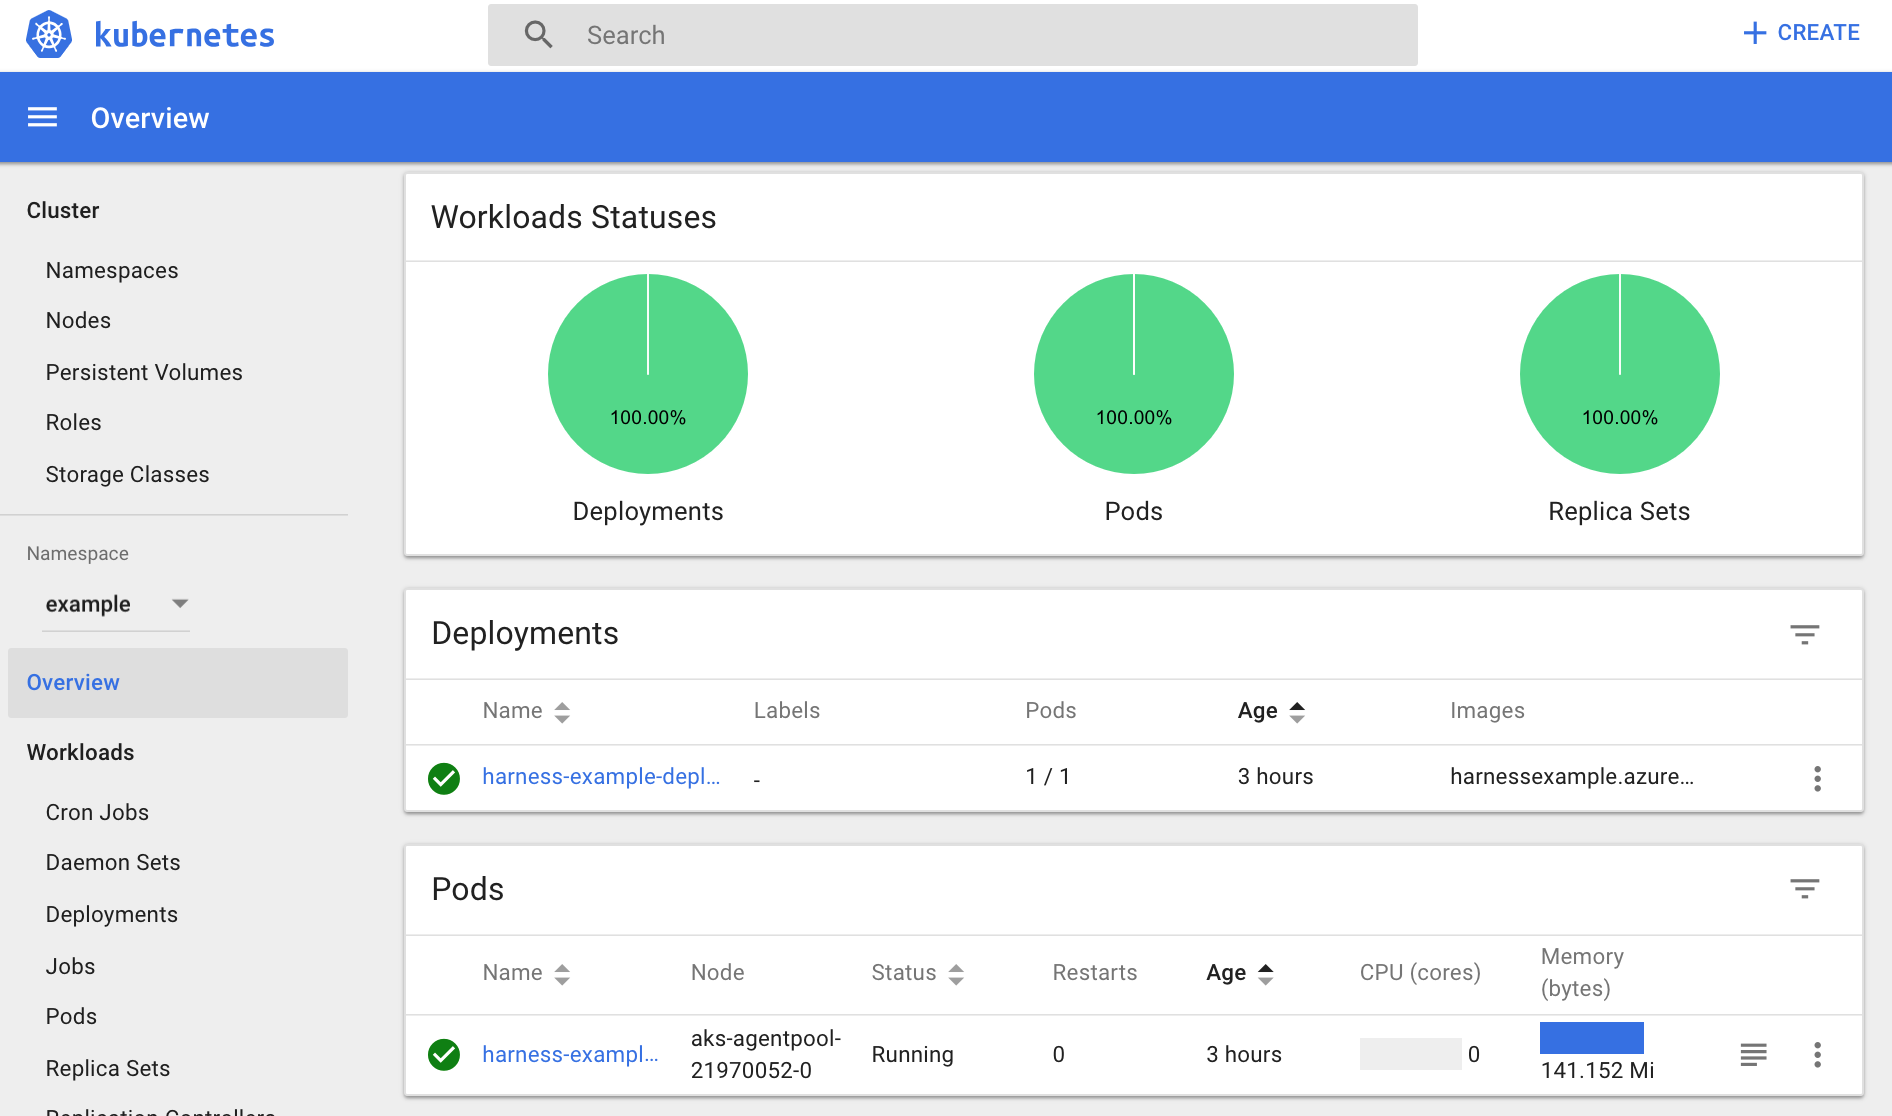 kubernetes
Search
CREATE
Overview
Cluster
Namespaces
Nodes
Persistent Volumes
Roles
Storage Classes
Namespace
example
Overview
Workloads
Cron Jobs
Daemon Sets
Deployments
Jobs
Pods
Replica Sets
Replication Controllers
Workloads Statuses
100.00%
100.00%
100.00%
Deployments
Pods
Replica Sets
Deployments
Name Labels Pods Age Images
harness-example-depl... - 1 / 1 3 hours harnessexample.azure...
Pods
Name Node Status Restarts Age CPU (cores) Memory
(bytes)
harness-exampl... aks-agentpool-
21970052-0 Running 0 3 hours 0 141.152 Mi